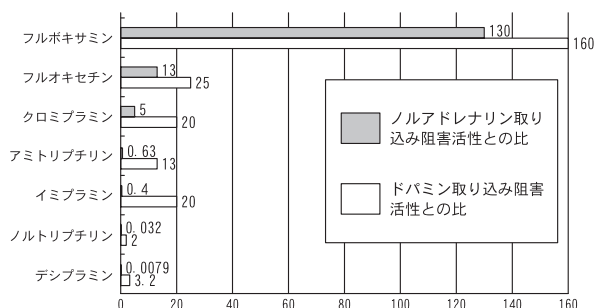 フルボキサミン
130
160
フルオキセチン
13
25
クロミプラミン
5
20
アミトリプチリン
0.63
13
イミプラミン
0.4
20
ノルトリプチリン
0.032
2
デシプラミン
0.0079
3.2
ノルアドレナリン取り
込み阻害活性との比
ドパミン取り込み阻害
活性との比
0 20 40 60 80 100 120 140 160